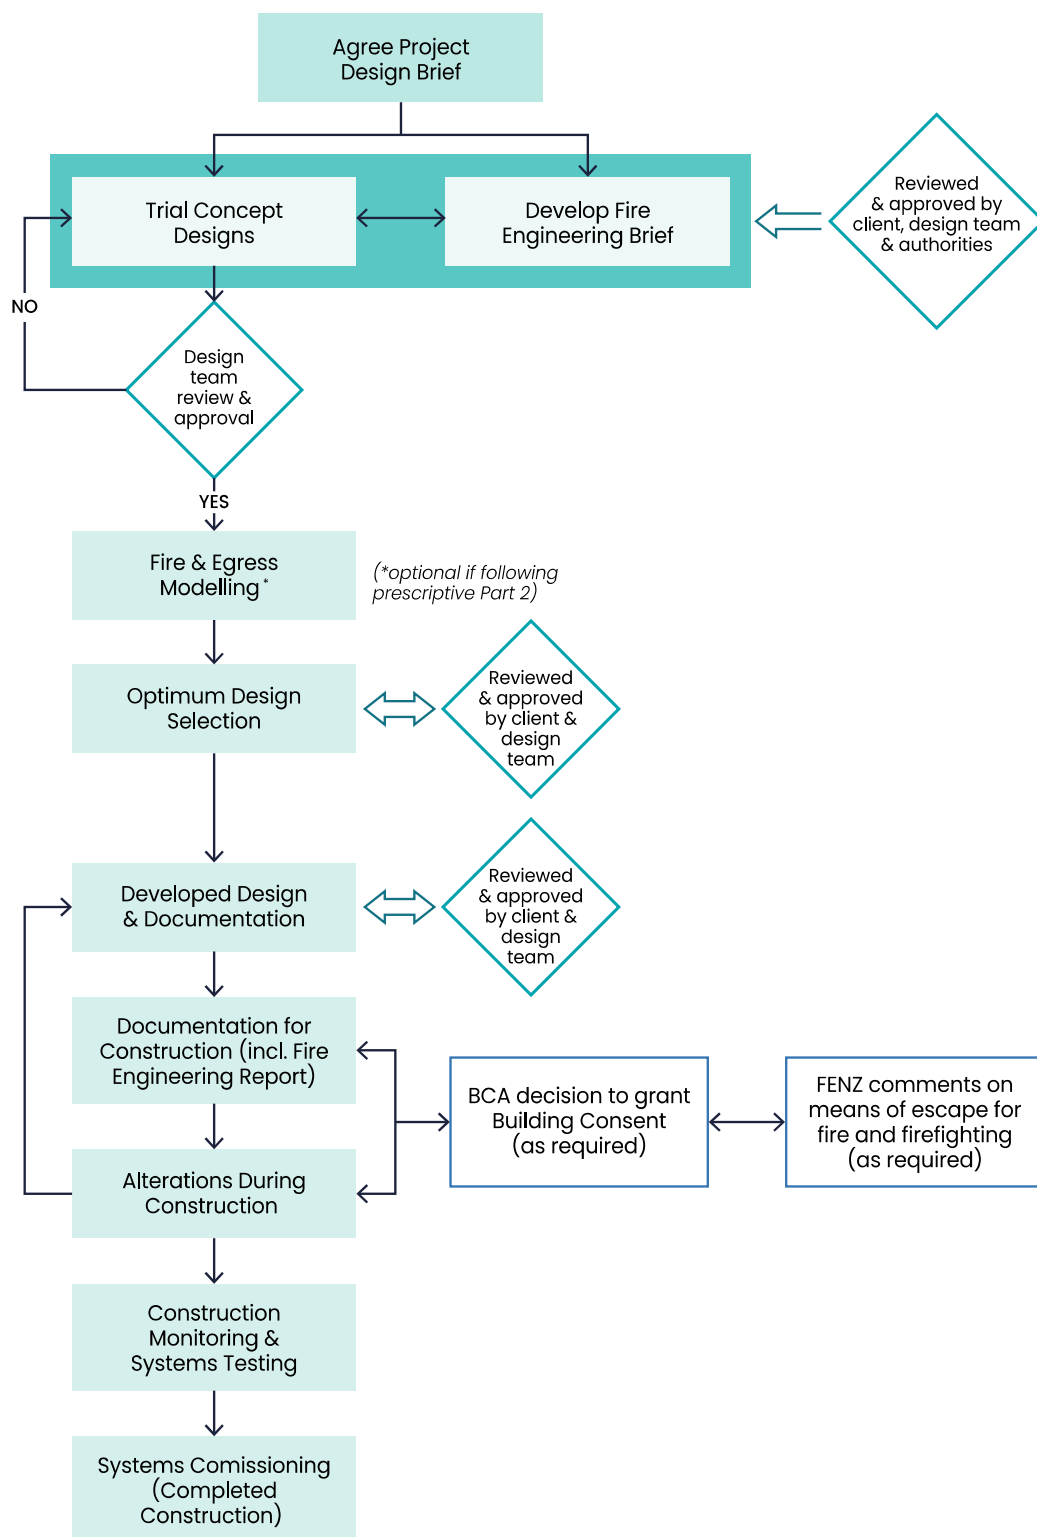 Agree Project
Design Brief
Trial Concept
Designs
Develop Fire
Engineering Brief
Reviewed
& approved by
client, design team
& authorities
NO
Design
team
review &
approval
YES
Fire & Egress
Modelling *
(*optional if following
prescriptive Part 2)
Optimum Design
Selection
Reviewed
& approved
by client &
design
team
Developed Design
& Documentation
Reviewed
& approved
by client &
design
team
Documentation for
Construction (incl. Fire
Engineering Report)
BCA decision to grant
Building Consent
(as required)
FENZ comments on
means of escape for
fire and firefighting
(as required)
Alterations During
Construction
Construction
Monitoring &
Systems Testing
Systems Comissioning
(Completed
Construction)